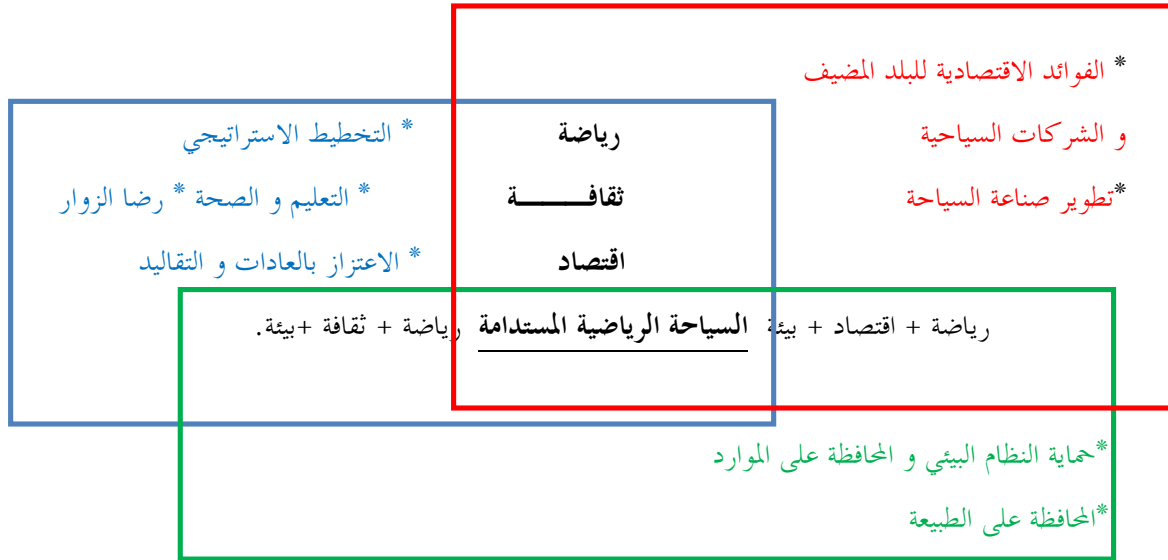 * الفوائد الاقتصادية للبلد المضيف
و الشركات السياحية رياضة * التخطيط الاستراتيجي
*تطوير صناعة السياحة ثقافـــــــة * التعليم و الصحة * رضا الزوار
اقتصاد * الاعتزاز بالعادات و التقاليد
رياضة + اقتصاد + بيئة السياحة الرياضية المستدامة رياضة + ثقافة +بيئة.
*حماية النظام البيئي و المحافظة على الموارد
*المحافظة على الطبيعة